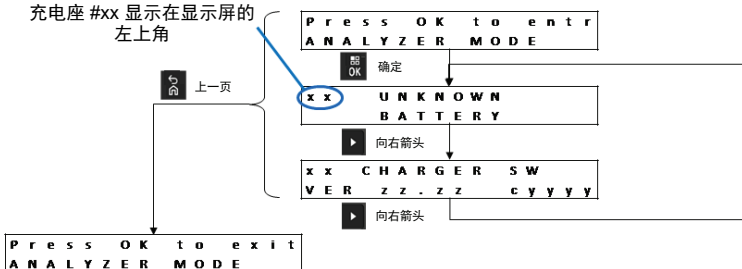 充电座 #xx 显示在显示屏的
左上角
Press OK to entr
ANALYZER MODE
OK 确定
上一页
xx UNKNOWN
BATTERY
向右箭头
xx CHARGER SW
VER zz.zz cyyyy
向右箭头
Press OK to exit
ANALYZER MODE